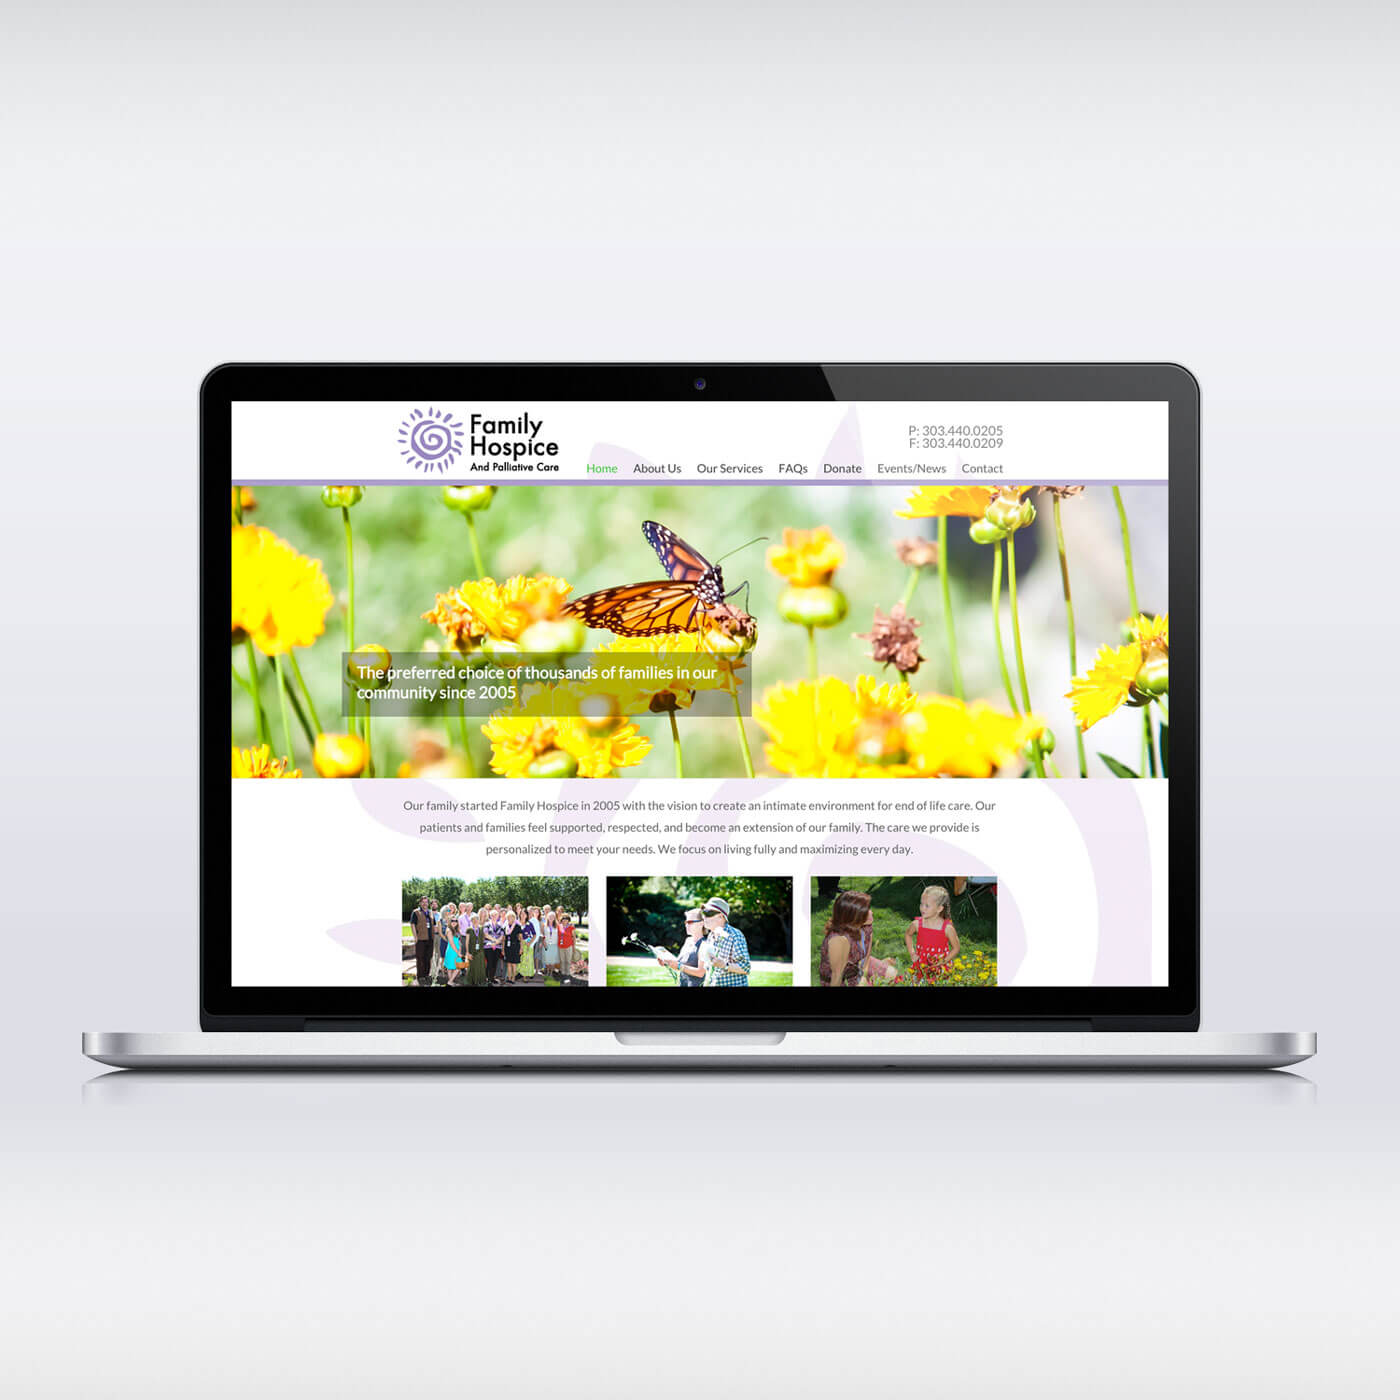 Family
Hospice
And Palliative Care
P: 303.440.0205
F: 303.440.0209
Home About Us Our Services FAQs Donate Events/News Contact
The preferred choice of thousands of families in our
community since 2005
Our family started Family Hospice in 2005 with the vision to create an intimate environment for end of life care. Our
patients and families feel supported, respected, and become an extension of our family. The care we provide is
personalized to meet your needs. We focus on living fully and maximizing every day.